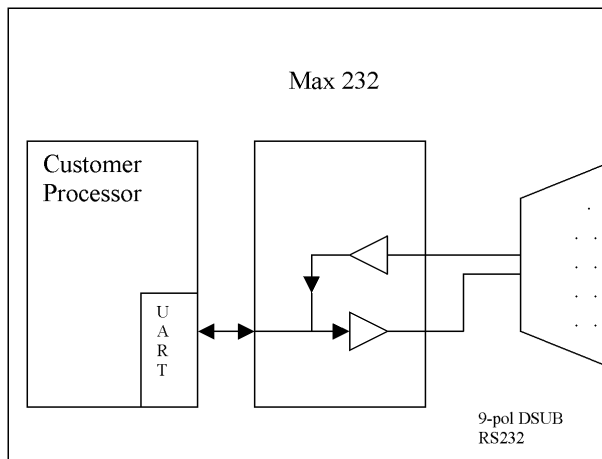 Max 232
Customer
Processor
U
A
R
T
9-pol DSUB
RS232